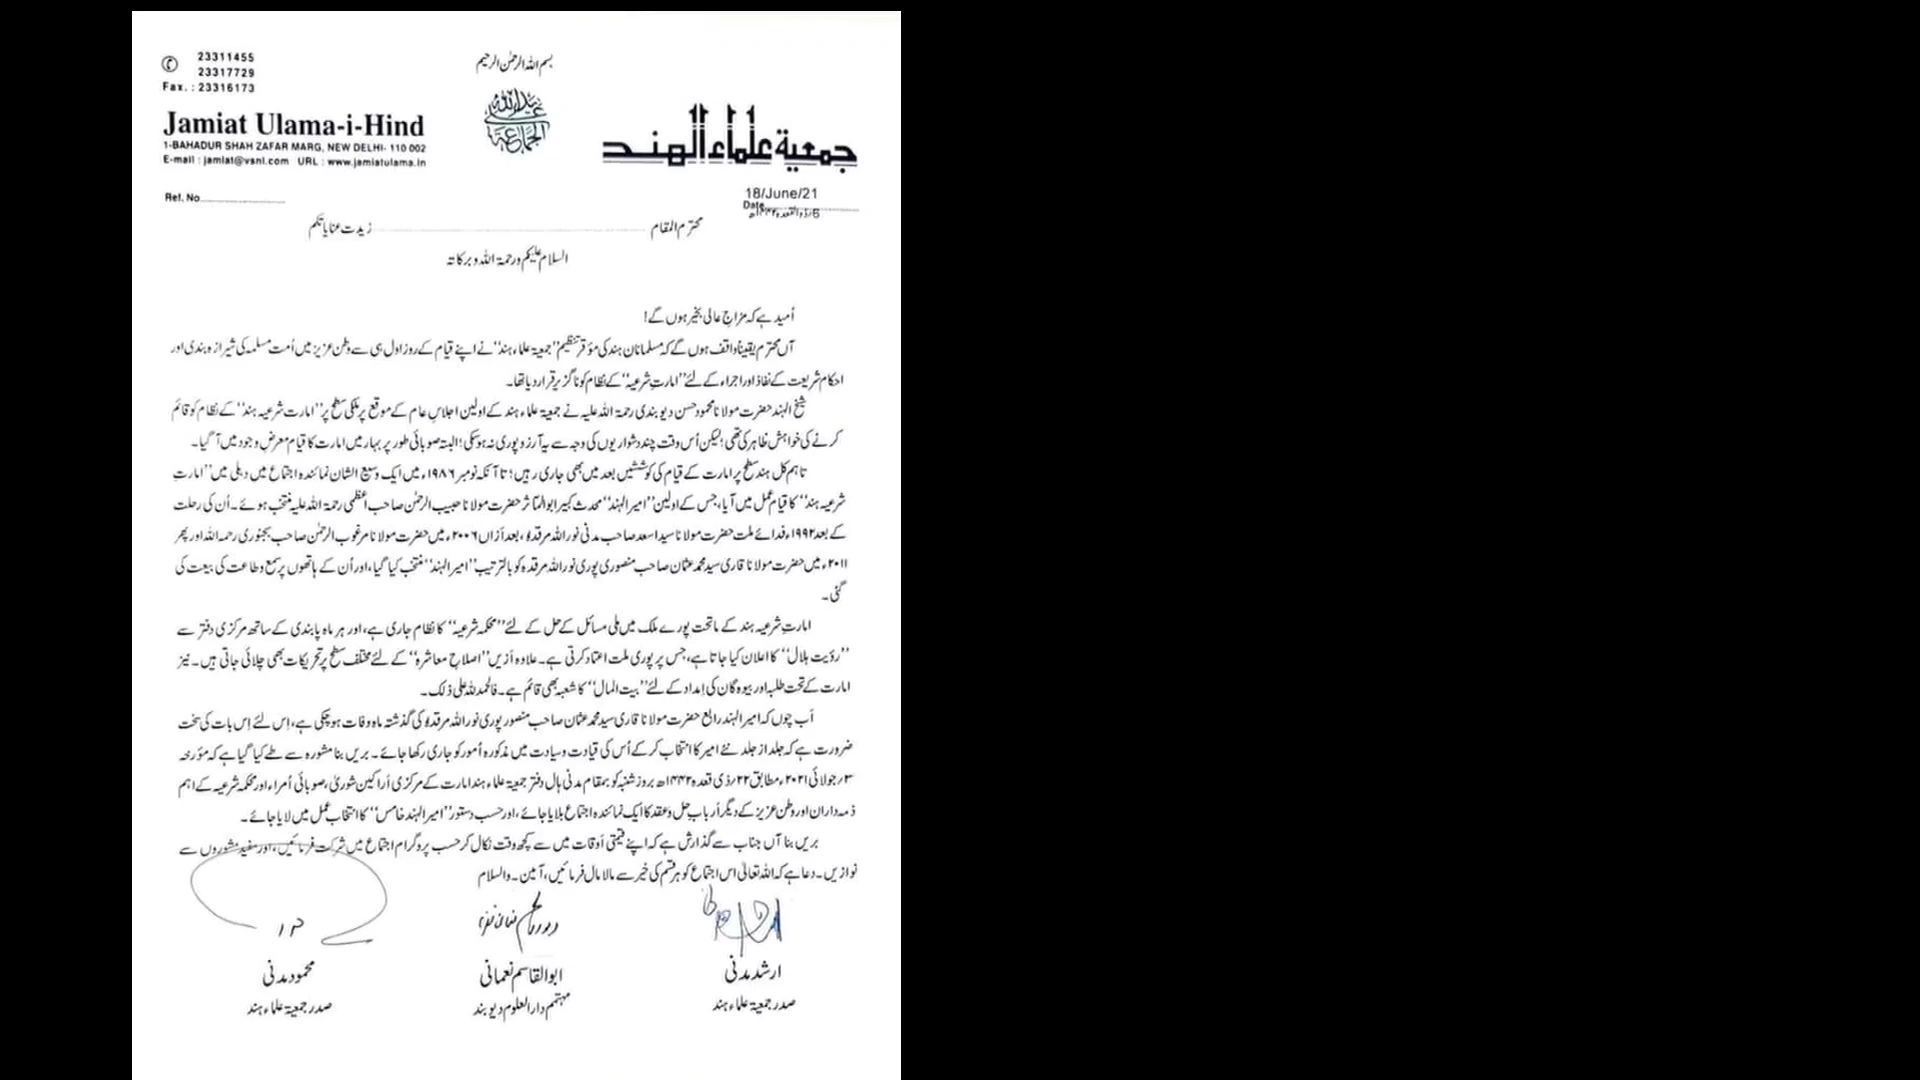 23311455
23317729
Fax. : 23316173
بسم اللہ الرحمٰن الرحیم
Jamiat Ulama-i-Hind
1-BAHADUR SHAH ZAFAR MARG, NEW DELHI- 110 002
E-mail : jamiat@vsnl.com URL : www.jamiatulama.in
جمعیة علماء الهند
Ref. No
18/June/21
Date
6/ذوالقعدہ ۱۴۴۲ھ
محترم المقام زیدت عنایاتکم
السلام علیکم ورحمۃ اللہ وبرکاتہ
اُمید ہے کہ مزاج عالی بخیر ہوں گے!
آں محترم یقیناً واقف ہوں گے کہ مسلمانان ہند کی مؤقر تنظیم ”جمعیۃ علماء ہند“ نے اپنے قیام کے روز اول ہی سے وطن عزیز میں اُمت مسلمہ کی شیرازہ بندی اور
احکام شریعت کے نفاذ اور اجراء کے لئے ”امارتِ شرعیہ“ کے نظام کو ناگزیر قرار دیا تھا۔
شیخ الہند حضرت مولانا محمود حسن دیوبندی رحمۃ اللہ علیہ نے جمعیۃ علماء ہند کے اولین اجلاسِ عام کے موقع پر ملکی سطح پر ”امارت شرعیہ ہند“ کے نظام کو قائم
کرنے کی خواہش ظاہر کی تھی؛ لیکن اُس وقت چند دشواریوں کی وجہ سے یہ آرزو پوری نہ ہوسکی؛ البتہ صوبائی طور پر بہار میں امارت کا قیام معرضِ وجود میں آگیا۔
تاہم کل ہند سطح پر امارت کے قیام کی کوششیں بعد میں بھی جاری رہیں؛ تا آنکہ نومبر ۱۹۸۶ء میں ایک وسیع الشان نمائندہ اجتماع میں دہلی میں ”امارتِ
شرعیہ ہند“ کا قیام عمل میں آیا، جس کے اولین ”امیر الہند“ محدث کبیر ابوالمآثر حضرت مولانا حبیب الرحمٰن صاحب اعظمی رحمۃ اللہ علیہ منتخب ہوئے۔ اُن کی رحلت
کے بعد ۱۹۹۲ء فدائے ملت حضرت مولانا سید اسعد صاحب مدنی نور اللہ مرقدہٗ، بعد اَزاں ۲۰۰۶ء میں حضرت مولانا مرغوب الرحمٰن صاحب بجنوری رحمہ اللہ اور پھر
۲۰۱۱ء میں حضرت مولانا قاری سید محمد عثمان صاحب منصوری پوری نور اللہ مرقدہ کو بالترتیب ”امیر الہند“ منتخب کیا گیا، اور اُن کے ہاتھوں پر سمع وطاعت کی بیعت کی
گئی۔
امارتِ شرعیہ ہند کے ماتحت پورے ملک میں ملی مسائل کے حل کے لئے ”محکمہ شرعیہ“ کا نظام جاری ہے، اور ہر ماہ پابندی کے ساتھ مرکزی دفتر سے
”رؤیت ہلال“ کا اعلان کیا جاتا ہے، جس پر پوری ملت اعتماد کرتی ہے۔ علاوہ اَزیں ”اصلاحِ معاشرہ“ کے لئے مختلف سطح پر تحریکات بھی چلائی جاتی ہیں۔ نیز
امارت کے تحت طلبہ اور بیوہ گان کی اِمداد کے لئے ”بیت المال“ کا شعبہ بھی قائم ہے۔ فالحمد للہ علی ذلک۔
اَب چوں کہ امیر الہند رابع حضرت مولانا قاری سید محمد عثمان صاحب منصور پوری نور اللہ مرقدہٗ کی گذشتہ ماہ وفات ہوچکی ہے، اِس لئے اِس بات کی سخت
ضرورت ہے کہ جلد از جلد نئے امیر کا انتخاب کرکے اُس کی قیادت وسیادت میں مذکورہ اُمور کو جاری رکھا جائے۔ بریں بنا مشورہ سے طے کیا گیا ہے کہ مؤرخہ
۳؍جولائی ۲۰۲۱ء مطابق ۲۲؍ذی قعدہ ۱۴۴۲ھ بروز شنبہ کو بمقام مدنی ہال دفتر جمعیۃ علماء ہند امارت کے مرکزی اَراکین شوریٰ، صوبائی اُمراء اور محکمہ شرعیہ کے اہم
ذمہ داران اور وطن عزیز کے دیگر اَرباب حل وعقد کا ایک نمائندہ اجتماع بلایا جائے، اور حسب دستور ”امیر الہند خامس“ کا انتخاب عمل میں لایا جائے۔
بریں بنا آں جناب سے گذارش ہے کہ اپنے قیمتی اَوقات میں سے کچھ وقت نکال کر حسب پروگرام اجتماع میں شرکت فرمائیں، اور مفید مشوروں سے
نوازیں۔ دعا ہے کہ اللہ تعالیٰ اس اجتماع کو ہر قسم کی خیر سے مالا مال فرمائیں، آمین۔ والسلام
ارشد مدنی ابوالقاسم نعمانی محمود مدنی
صدر جمعیۃ علماء ہند مہتمم دارالعلوم دیوبند صدر جمعیۃ علماء ہند